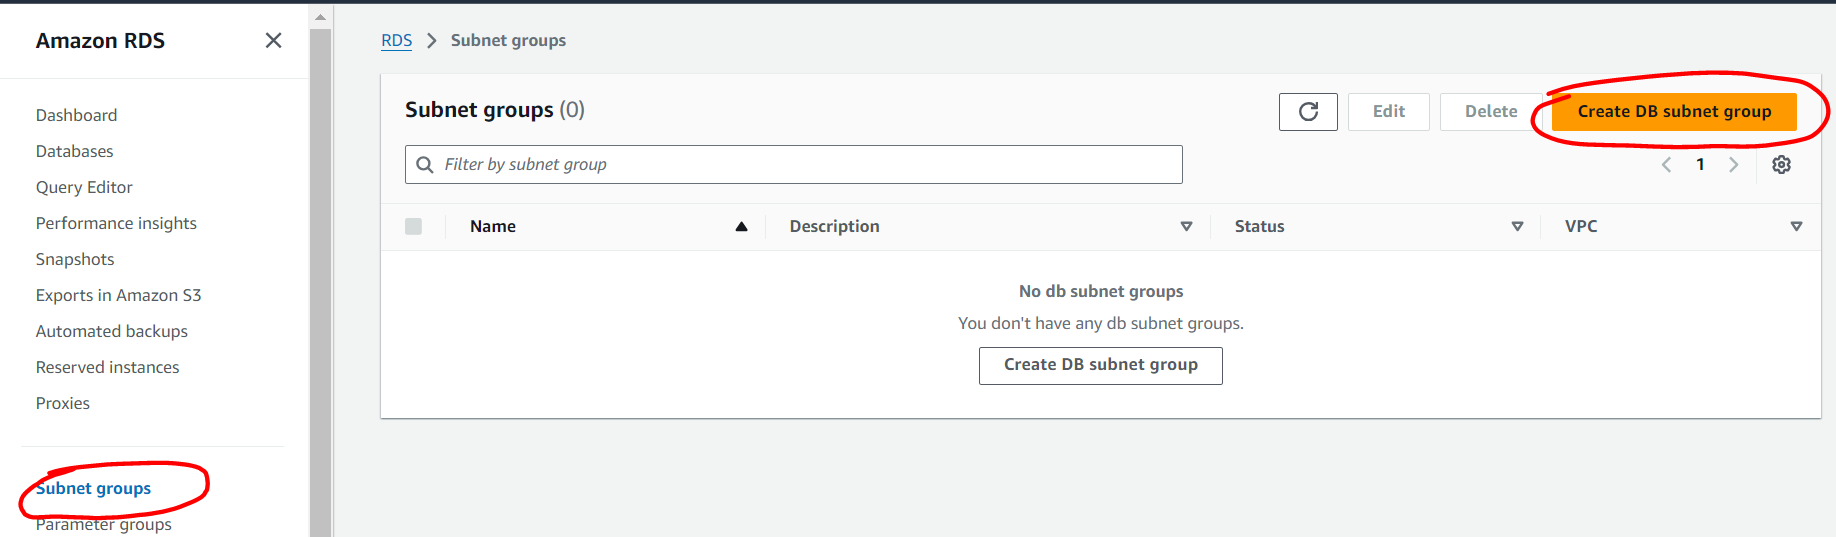 Amazon RDS
Dashboard
Databases
Query Editor
Performance insights
Snapshots
Exports in Amazon S3
Automated backups
Reserved instances
Proxies
Subnet groups
Parameter groups
RDS > Subnet groups
Subnet groups (0)
Edit
Delete
Create DB subnet group
Filter by subnet group
1
Name
Description
Status
VPC
No db subnet groups
You don't have any db subnet groups.
Create DB subnet group